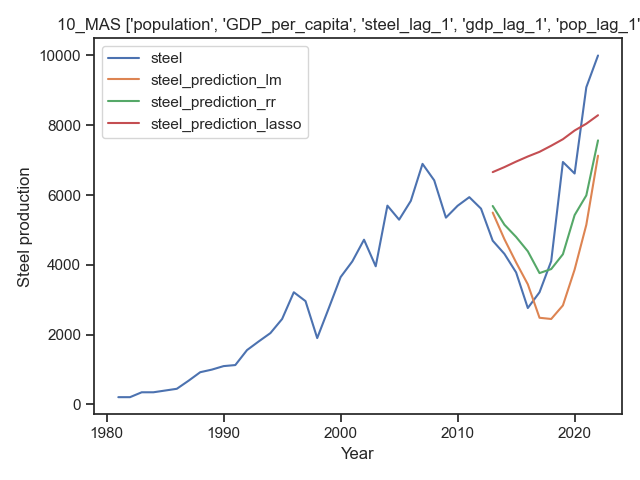 10_MAS ['population', 'GDP_per_capita', 'steel_lag_1', 'gdp_lag_1', 'pop_lag_1'
steel
steel_prediction_lm
steel_prediction_rr
steel_prediction_lasso
10000
8000
6000
4000
2000
0
Steel production
1980
1990
2000
2010
2020
Year